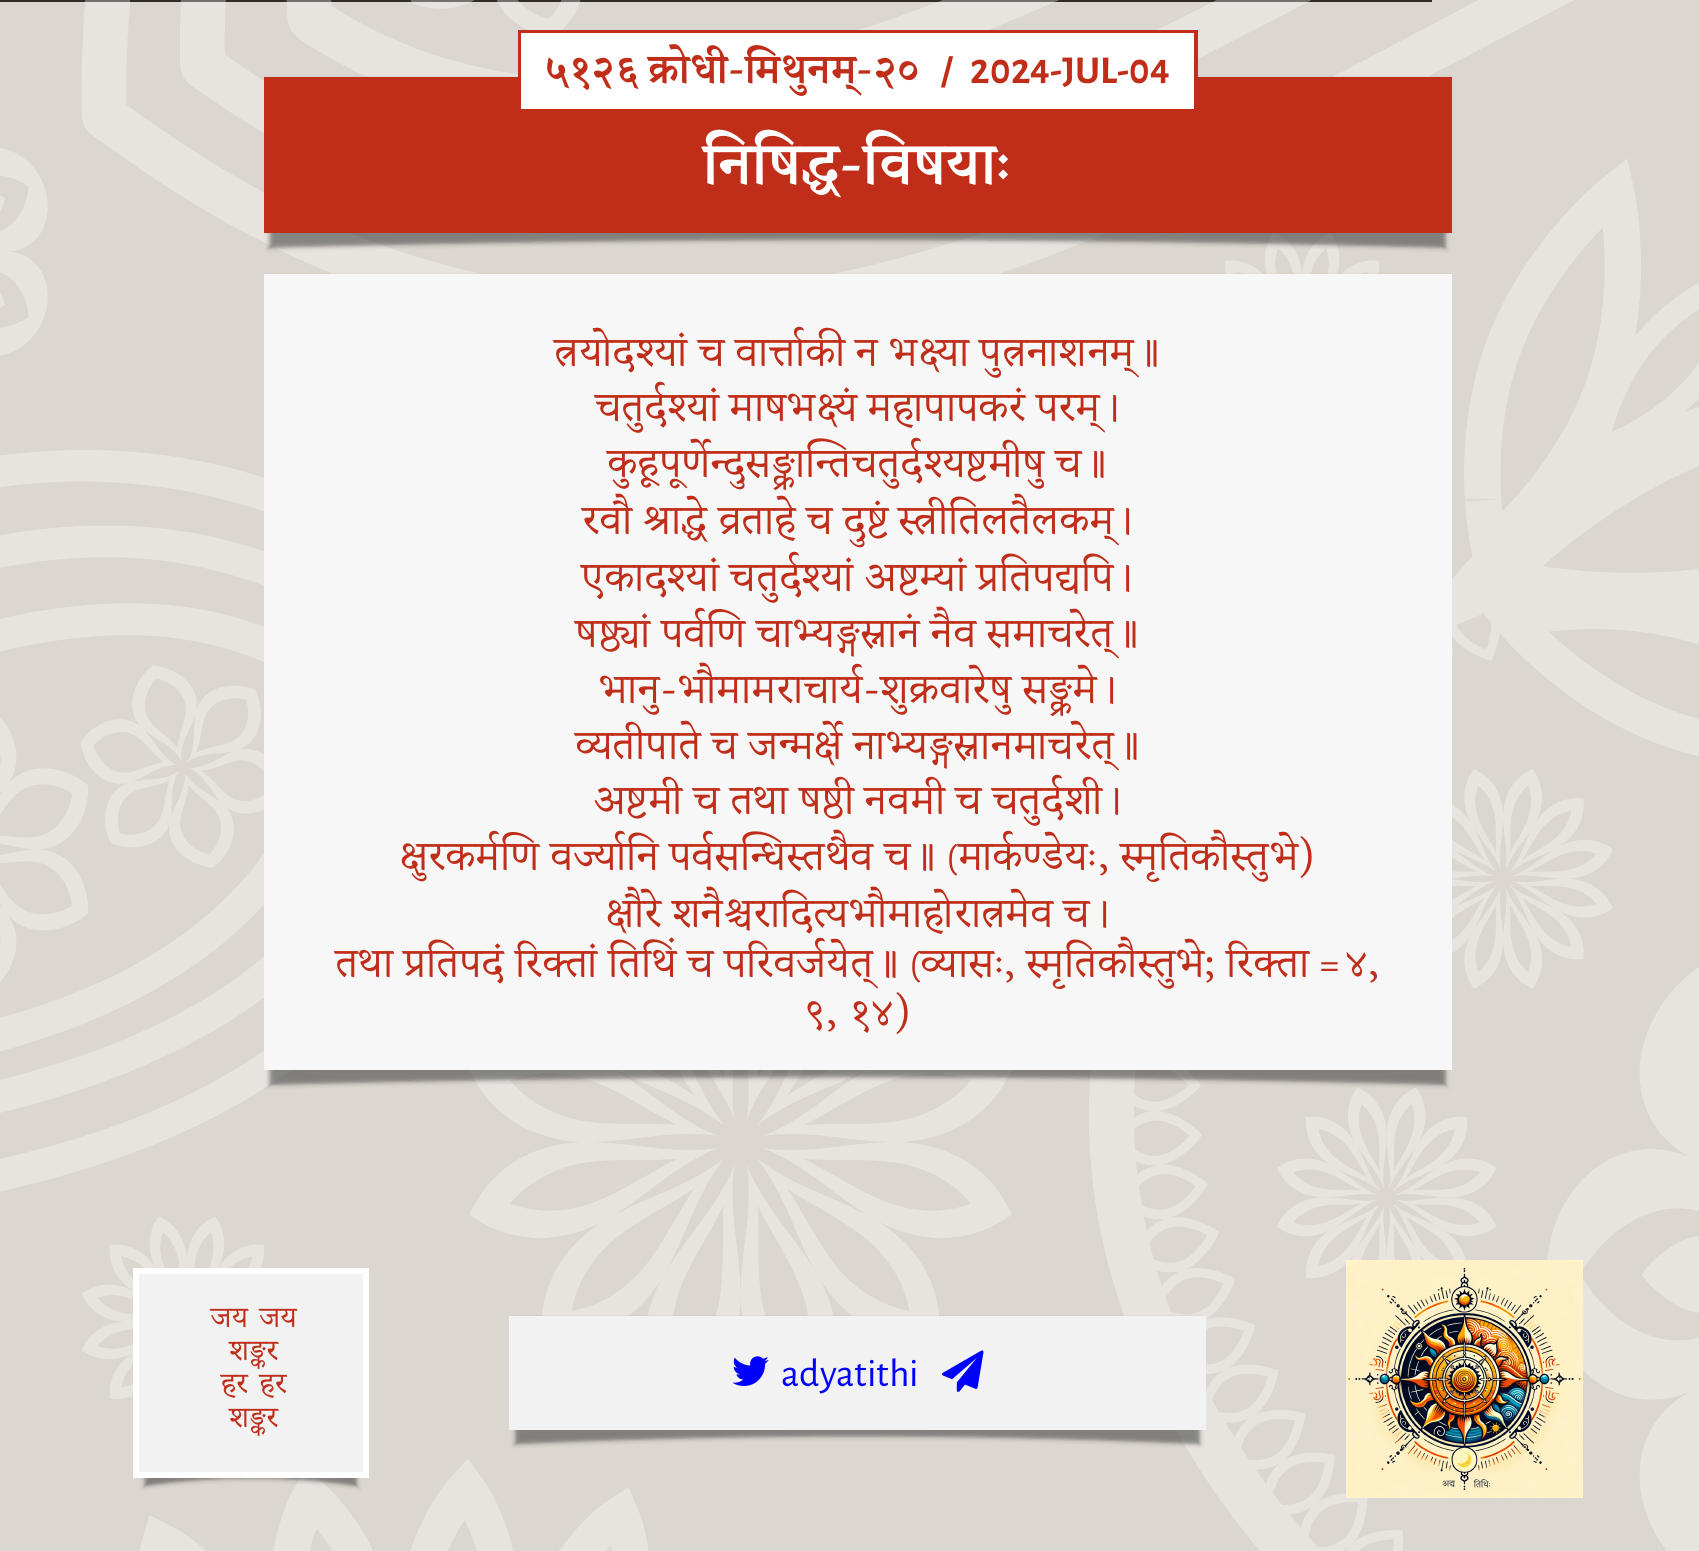 ५१२६ क्रोधी-मिथुनम्-२० / 2024-JUL-04
निषिद्ध-विषयाः
त्रयोदश्यां च वार्त्ताकी न भक्ष्या पुत्रनाशनम्॥
चतुर्दश्यां माषभक्ष्यं महापापकरं परम्।
कुहूपूर्णेन्दुसङ्क्रान्तिचतुर्दश्यष्टमीषु च॥
रवौ श्राद्धे व्रताहे च दुष्टं स्त्रीतिलतैलकम्।
एकादश्यां चतुर्दश्यां अष्टम्यां प्रतिपद्यपि।
षष्ठ्यां पर्वणि चाभ्यङ्गस्नानं नैव समाचरेत्॥
भानु-भौमामराचार्य-शुक्रवारेषु सङ्क्रमे।
व्यतीपाते च जन्मर्क्षे नाभ्यङ्गस्नानमाचरेत्॥
अष्टमी च तथा षष्ठी नवमी च चतुर्दशी।
क्षुरकर्मणि वर्ज्यानि पर्वसन्धिस्तथैव च॥ (मार्कण्डेयः, स्मृतिकौस्तुभे)
क्षौरे शनैश्चरादित्यभौमाहोरात्रमेव च।
तथा प्रतिपदं रिक्तां तिथिं च परिवर्जयेत्॥ (व्यासः, स्मृतिकौस्तुभे; रिक्ता = ४,
९, १४)
जय जय
शङ्कर
हर हर
शङ्कर
adyatithi
अद्य तिथिः